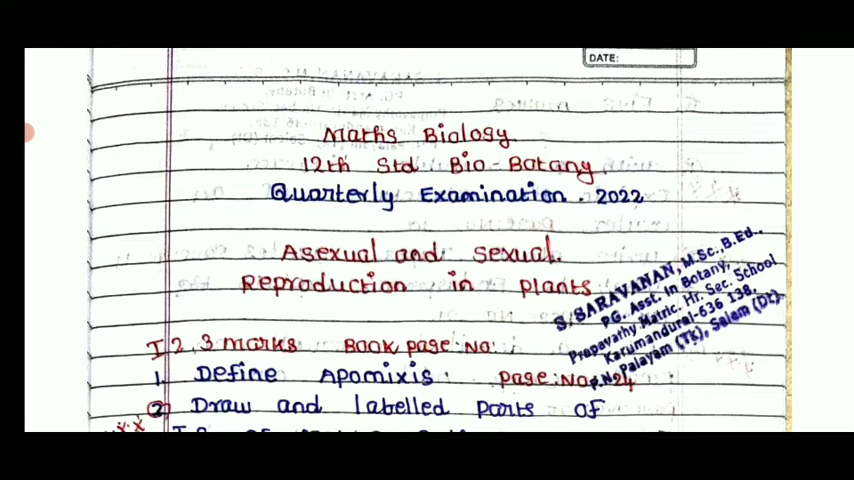 DATE:
Maths Biology
12th Std Bio-Botany
Quarterly Examination. 2022
Asexual and sexual
Reproduction in plants
S. SARAVANAN, M.Sc.,B.Ed.,
PG. Asst. In Botany,
Matric. Hr. Sec. School
636 138,
Palayam (Tk), Salem (Dt).
I 2, 3 marks Book page: No:
1. Define Apomixis: page: No: 24
2. Draw and labelled parts of